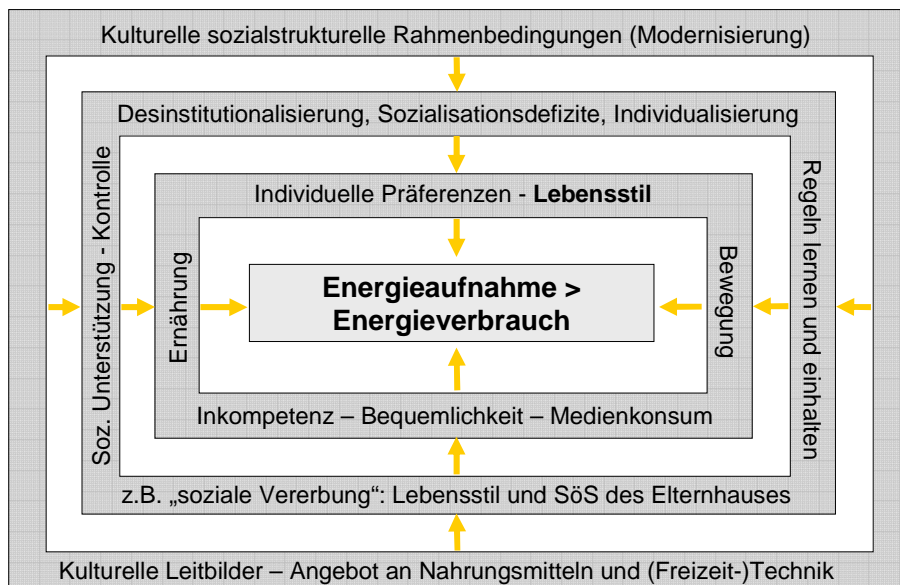 Kulturelle sozialstrukturelle Rahmenbedingungen (Modernisierung)
Desinstitutionalisierung, Sozialisationsdefizite, Individualisierung
Soz. Unterstützung - Kontrolle
Regeln lernen und einhalten
Individuelle Präferenzen - Lebensstil
Ernährung
Bewegung
Energieaufnahme >
Energieverbrauch
Inkompetenz – Bequemlichkeit – Medienkonsum
z.B. „soziale Vererbung“: Lebensstil und SöS des Elternhauses
Kulturelle Leitbilder – Angebot an Nahrungsmitteln und (Freizeit-)Technik